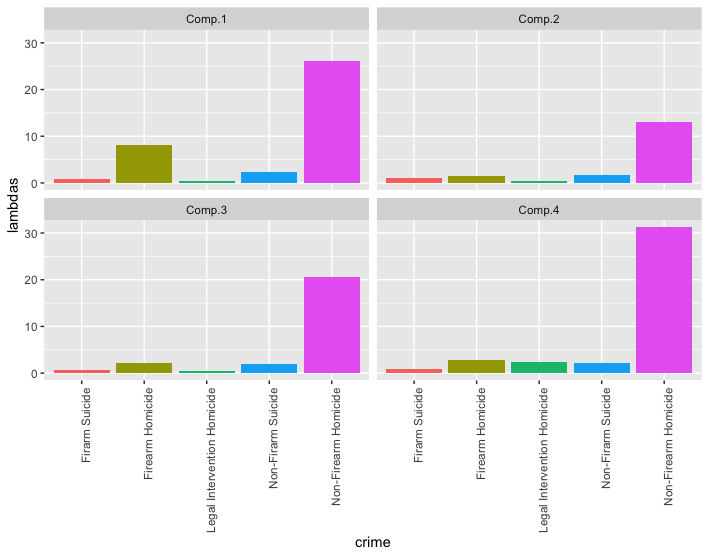 Comp.1
Comp.2
30
20
10
0
Comp.3
Comp.4
30
20
10
0
lambdas
Firarm Suicide
Firearm Homicide
Legal Intervention Homicide
Non-Firarm Suicide
Non-Firearm Homicide
Firarm Suicide
Firearm Homicide
Legal Intervention Homicide
Non-Firarm Suicide
Non-Firearm Homicide
crime